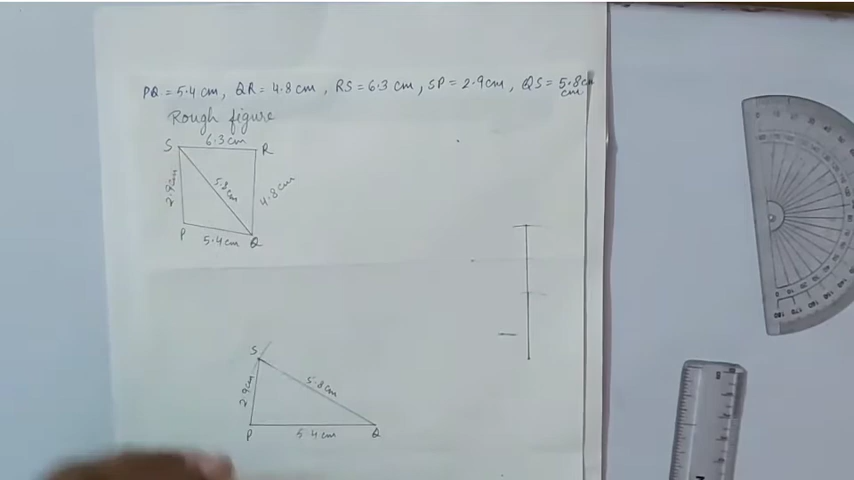 PQ = 5.4 cm, QR = 4.8 cm, RS = 6.3 cm, SP = 2.9 cm, QS = 5.8 cm
cm
Rough figure
6.3 cm
S R
2.9 cm 5.8 cm 4.8 cm
P
5.4 cm Q
S
2.9 cm 5.8 cm
P 5.4 cm Q